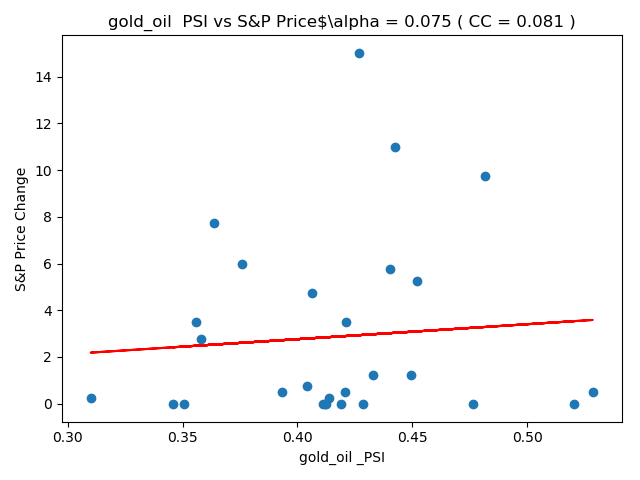 gold_oil  PSI vs S&P Price$\alpha = 0.075 ( CC = 0.081 )
14
12
10
8
6
4
2
0
S&P Price Change
0.30 0.35 0.40 0.45 0.50
gold_oil _PSI